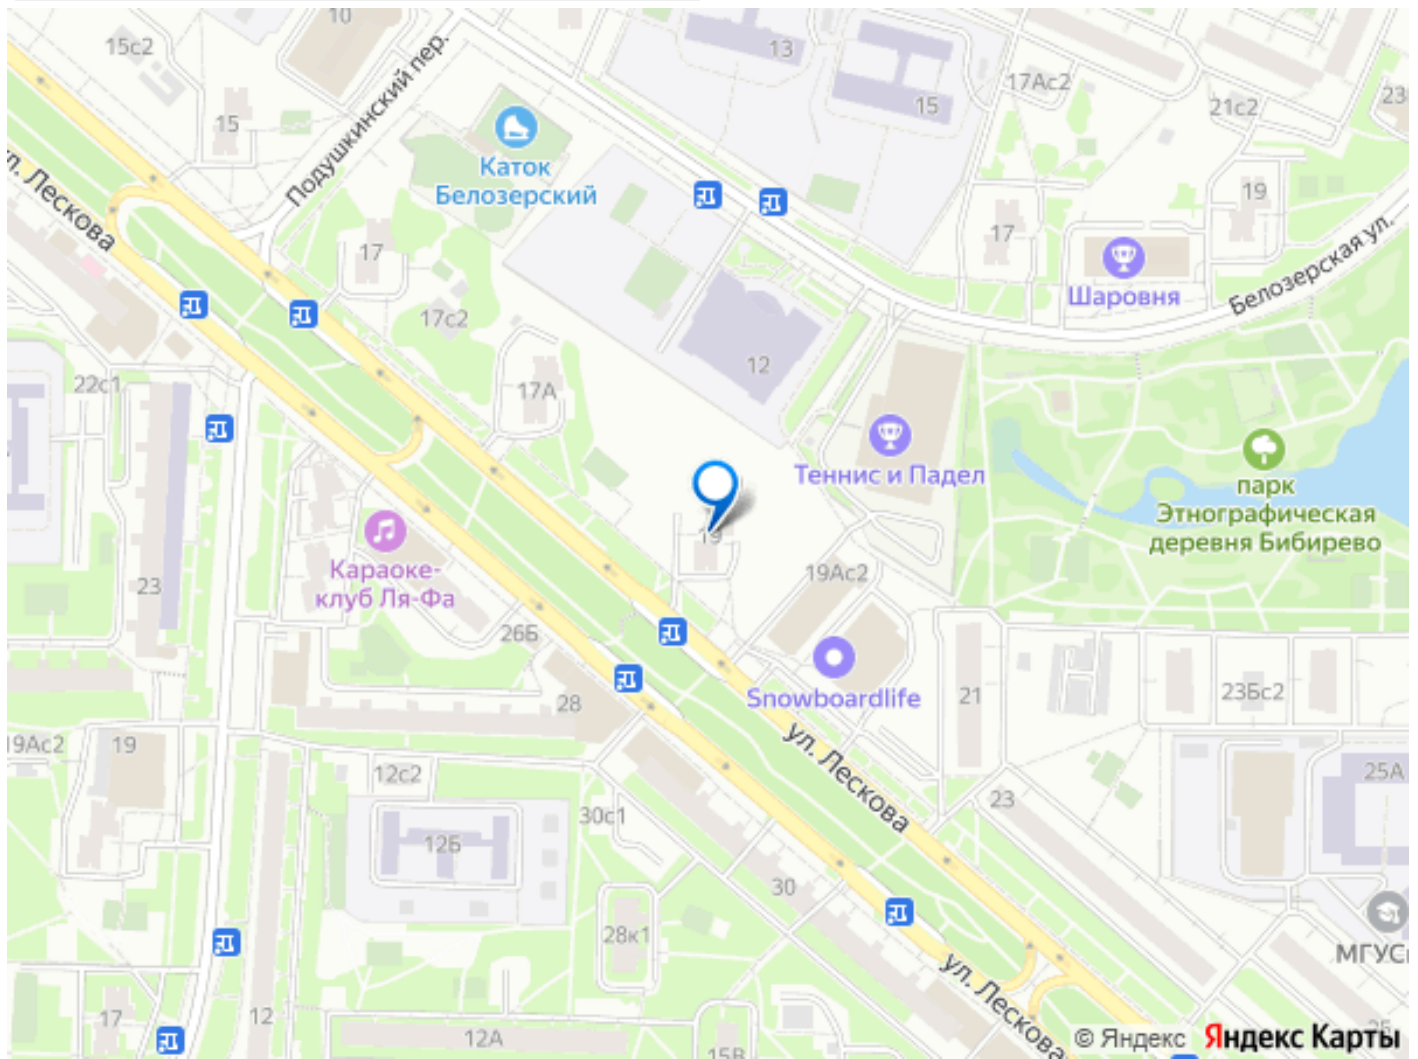 10
15с2
13
15
17Ас2
21с2
23
15
Подушкинский пер.
Каток
Белозерский
ул. Лескова
19
17
17
Шаровня
Белозерская ул.
17с2
12
22с1
17А
Теннис и Падел
парк
Этнографическая
деревня Бибирево
19
Караоке-
клуб Ля-Фа
23
19Ас2
26Б
Snowboardlife
21
23Бс2
28
ул. Лескова
19Ас2
19
12с2
25А
23
30с1
12Б
30
28к1
МГУС
ул. Лескова
17
12
12А
15В
© Яндекс
Яндекс Карты